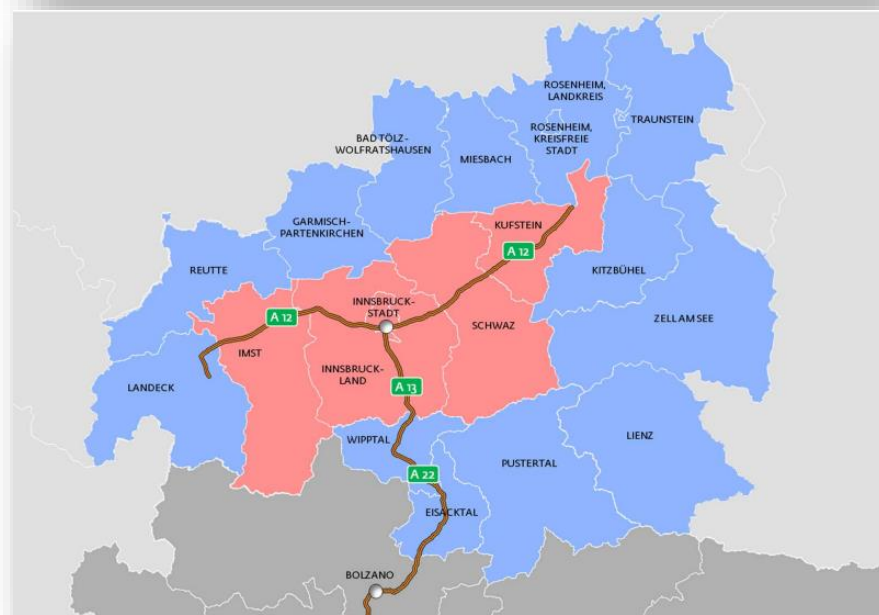 ROSENHEIM,
LANDKREIS
TRAUNSTEIN
BAD TÖLZ-
WOLFRATSHAUSEN
ROSENHEIM,
KREISFREIE
STADT
MIESBACH
GARMISCH-
PARTENKIRCHEN
KUFSTEIN
A 12
REUTTE
KITZBÜHEL
INNSBRUCK-
STADT
A 12
ZELL AM SEE
SCHWAZ
IMST
INNSBRUCK-
LAND
LANDECK
A 13
WIPPTAL
LIENZ
PUSTERTAL
A 22
EISACKTAL
BOLZANO